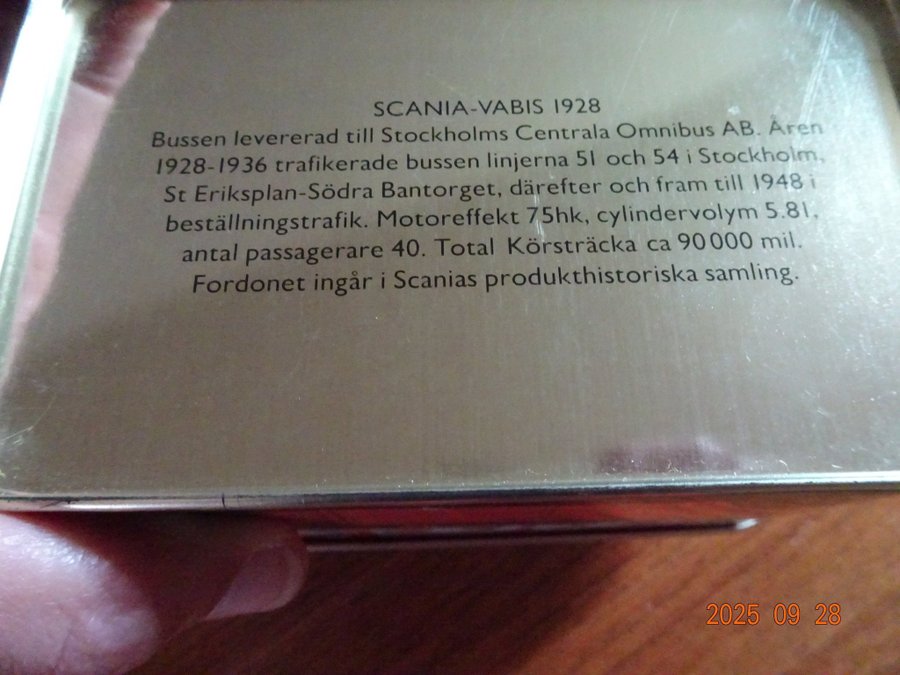 SCANIA-VABIS 1928
Bussen levererad till Stockholms Centrala Omnibus AB. Åren
1928-1936 trafikerade bussen linjerna 51 och 54 i Stockholm,
St Eriksplan-Södra Bantorget, därefter och fram till 1948 i
beställningstrafik. Motoreffekt 75hk, cylindervolym 5.8l,
antal passagerare 40. Total Körsträcka ca 90 000 mil.
Fordonet ingår i Scanias produkthistoriska samling.
2025 09 28